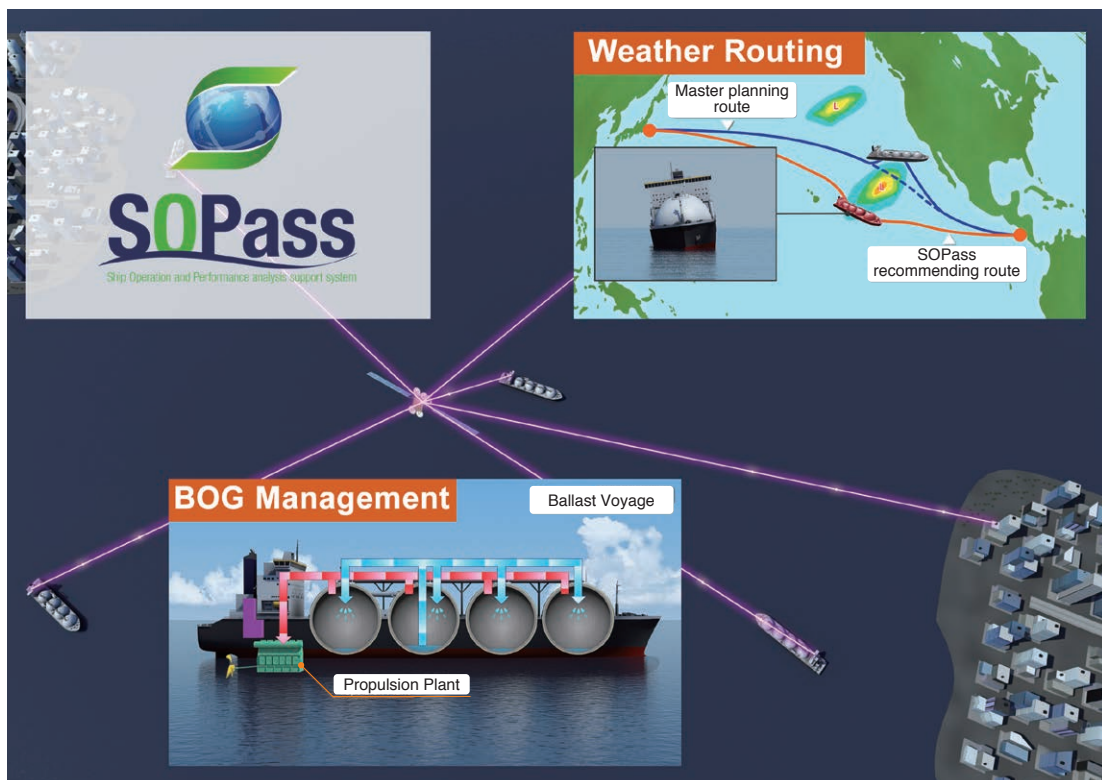 SOPass
Ship Operation and Performance analysis support system
Weather Routing
Master planning
route
L
SOPass
recommending route
BOG Management
Ballast Voyage
Propulsion Plant